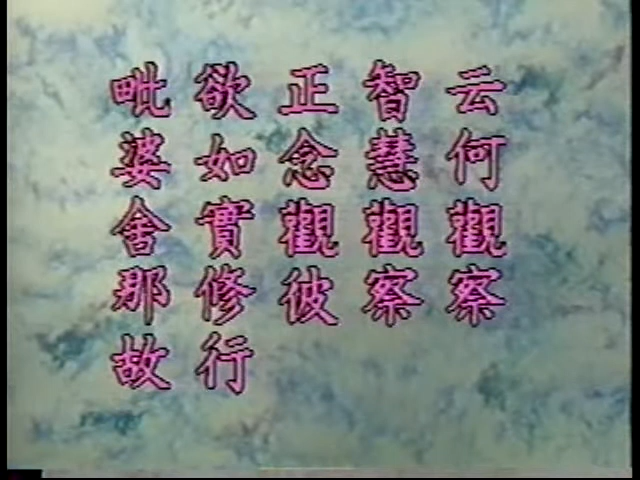 云何觀察
智慧觀察
正念觀彼
欲如實修行
毗婆舍那故